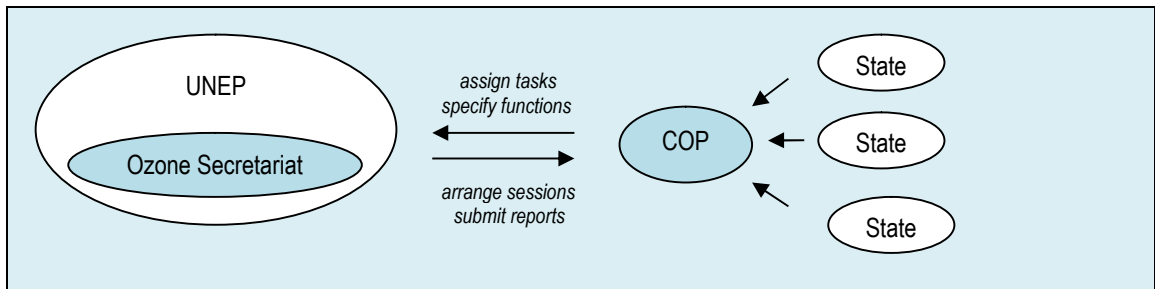 UNEP
Ozone Secretariat
assign tasks
specify functions
arrange sessions
submit reports
COP
State
State
State